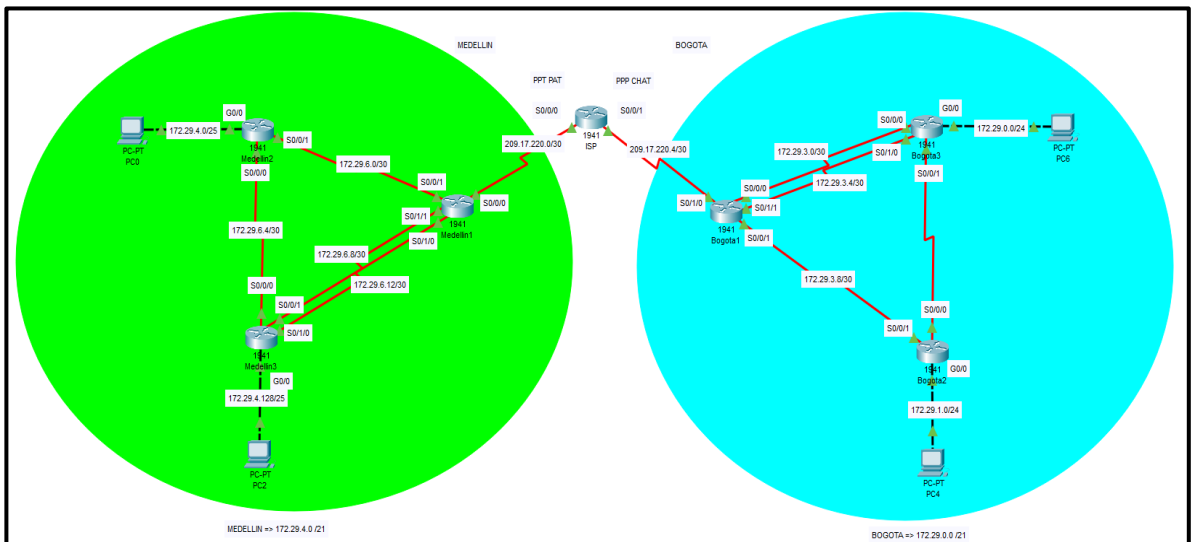 MEDELLIN
BOGOTA
PPT PAT
PPP CHAT
S0/0/0
S0/0/1
1941
ISP
209.17.220.0/30
209.17.220.4/30
PC-PT
PC0
172.29.4.0/25
G0/0
1941
Medellin2
S0/0/1
S0/0/0
172.29.6.0/30
S0/0/1
S0/0/0
1941
Medellin1
S0/1/1
S0/1/0
172.29.6.4/30
172.29.6.8/30
172.29.6.12/30
S0/0/0
S0/0/1
S0/1/0
1941
Medellin3
G0/0
172.29.4.128/25
PC-PT
PC2
MEDELLIN => 172.29.4.0 /21
S0/0/0
G0/0
172.29.0.0/24
PC-PT
PC6
1941
Bogota3
S0/1/0
S0/0/1
172.29.3.0/30
172.29.3.4/30
S0/0/0
S0/1/0
S0/1/1
1941
Bogota1
S0/0/1
172.29.3.8/30
S0/0/0
S0/0/1
1941
Bogota2
G0/0
172.29.1.0/24
PC-PT
PC4
BOGOTA => 172.29.0.0 /21